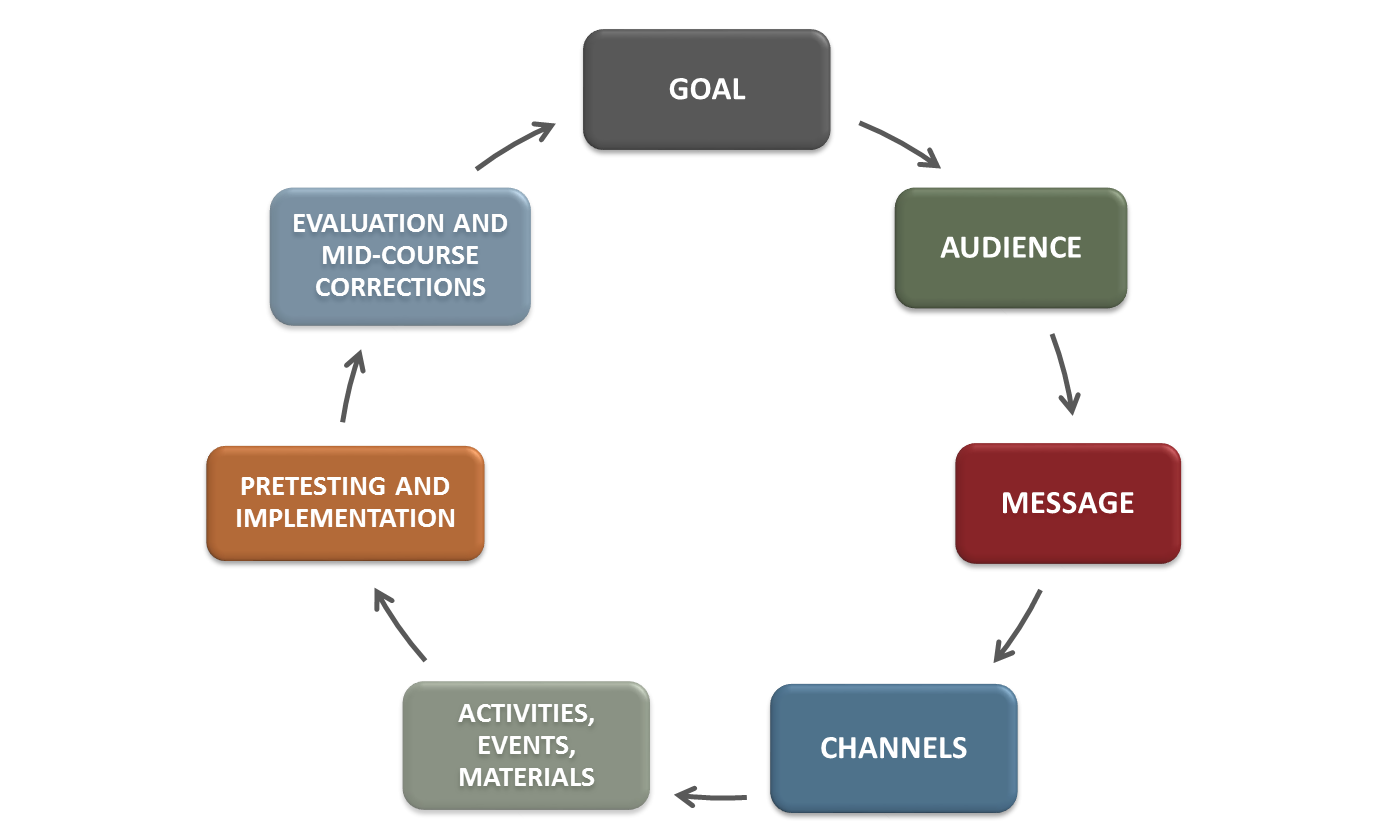 GOAL
AUDIENCE
MESSAGE
CHANNELS
ACTIVITIES,
EVENTS,
MATERIALS
PRETESTING AND
IMPLEMENTATION
EVALUATION AND
MID-COURSE
CORRECTIONS